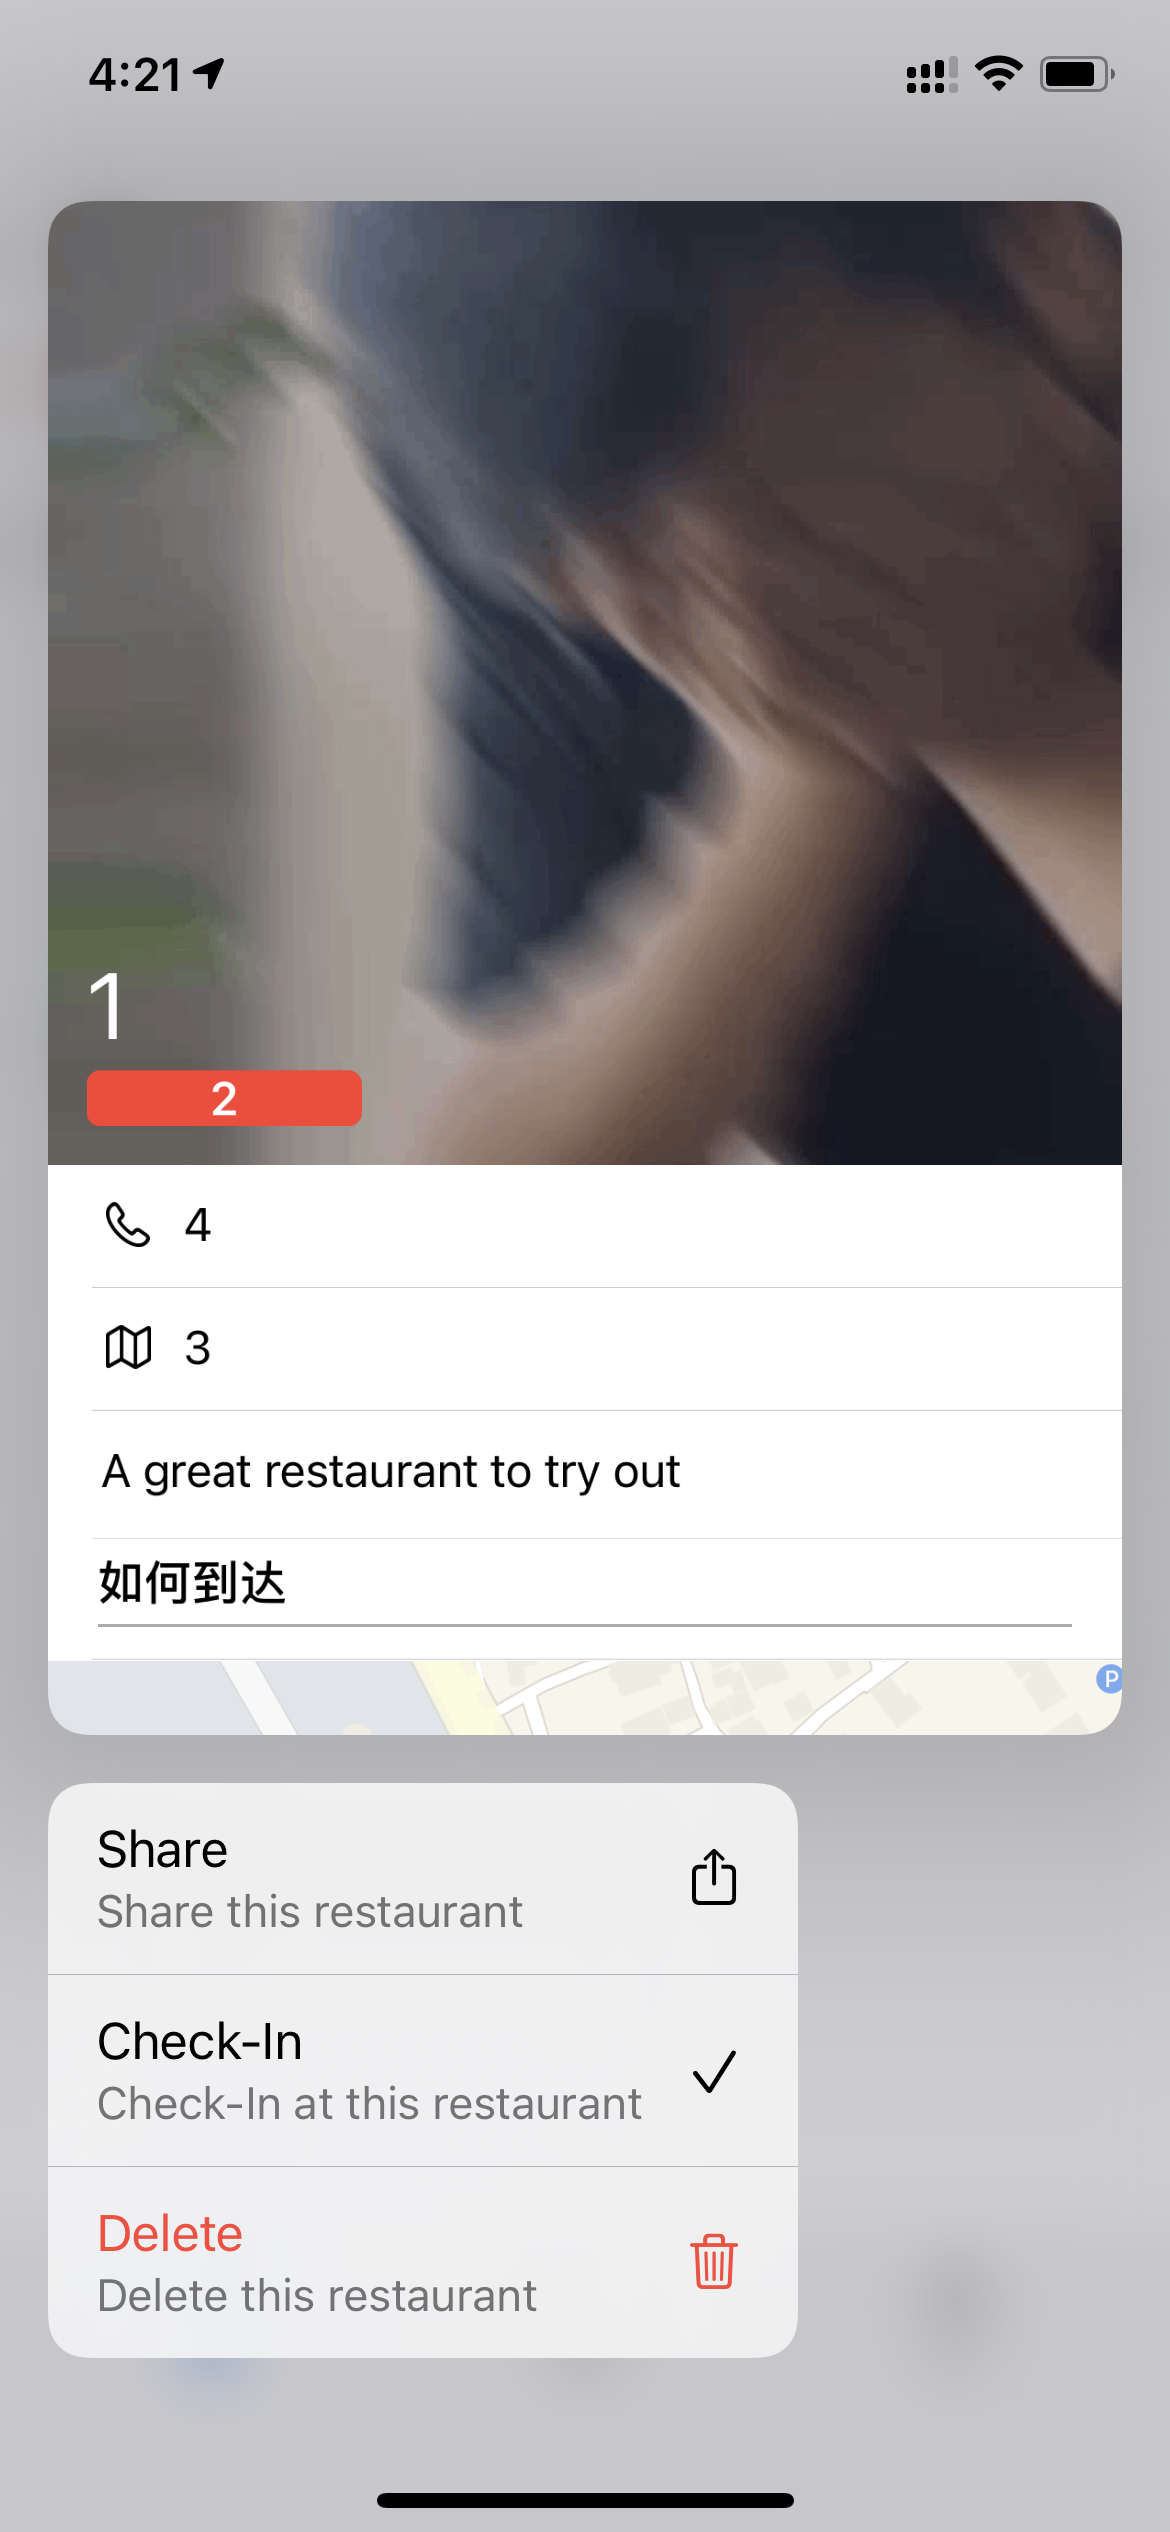 4:21
1
2
4
3
A great restaurant to try out
如何到达
P
Share
Share this restaurant
Check-In
Check-In at this restaurant
Delete
Delete this restaurant